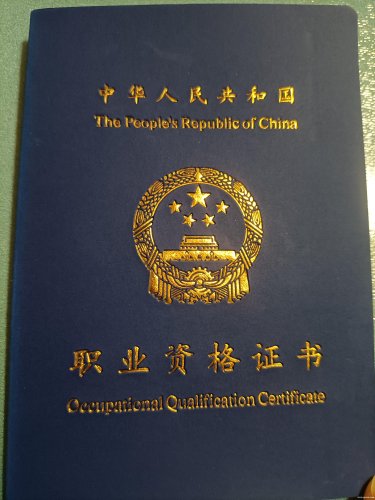 中华人民共和国
The People's Republic of China
职业资格证书
Occupational Qualification Certificate